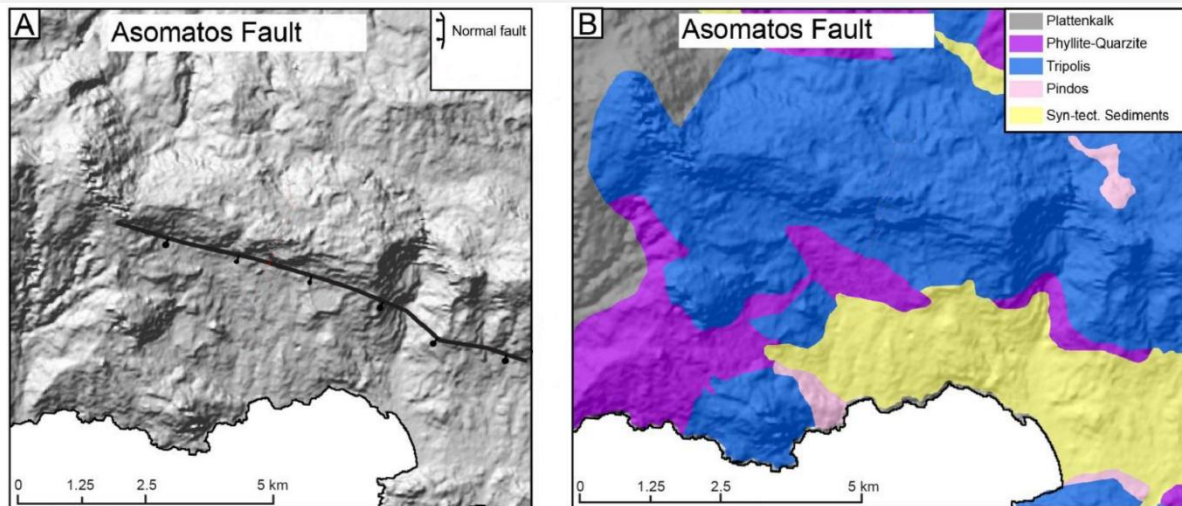 A
Asomatos Fault
Normal fault
0 1.25 2.5 5 km
B
Asomatos Fault
Plattenkalk
Phyllite-Quarzite
Tripolis
Pindos
Syn-tect. Sediments
0 1.25 2.5 5 km